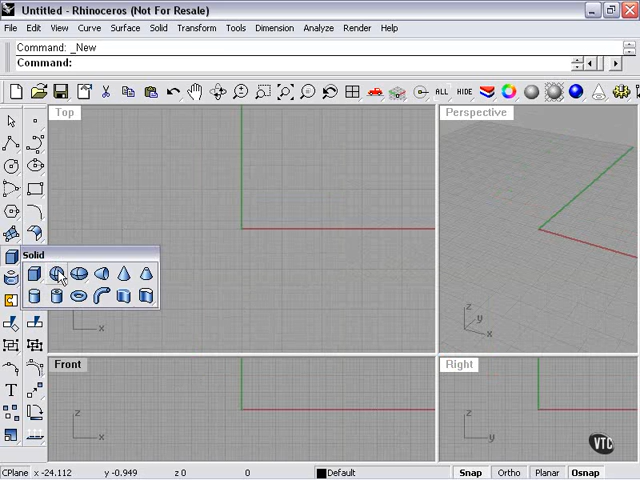 Untitled - Rhinoceros (Not For Resale)
File Edit View Curve Surface Solid Transform Tools Dimension Analyze Render Help
Command: _New
Command:
ALL HIDE
Top
Perspective
Solid
x
z
y
x
Front
Right
z
x
z
y
T
VTC
CPlane x -24.112 y -0.949 z 0 0 Default Snap Ortho Planar Osnap